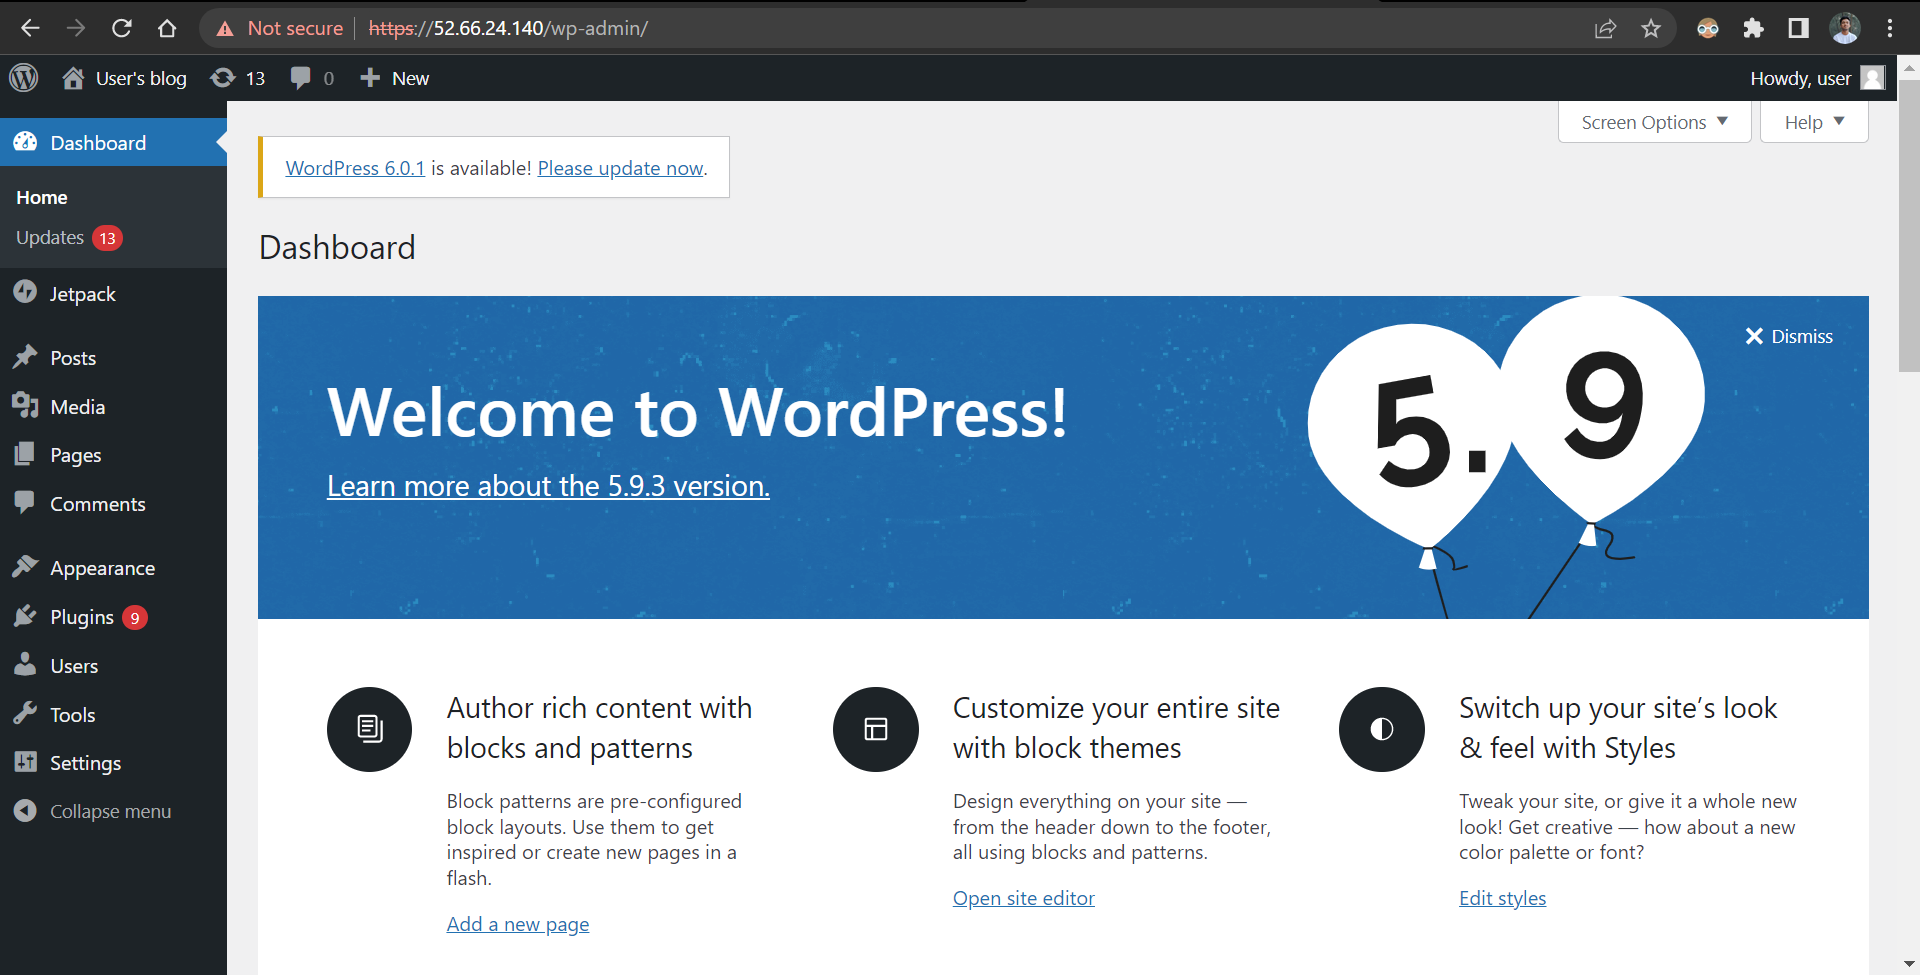 Not secure https://52.66.24.140/wp-admin/
User's blog 13 0 New Howdy, user
Screen Options Help
Dashboard
Home
Updates 13
Jetpack
Posts
Media
Pages
Comments
Appearance
Plugins 9
Users
Tools
Settings
Collapse menu
WordPress 6.0.1 is available! Please update now.
Dashboard
Dismiss
Welcome to WordPress!
Learn more about the 5.9.3 version.
5.9
Author rich content with
blocks and patterns
Block patterns are pre-configured
block layouts. Use them to get
inspired or create new pages in a
flash.
Add a new page
Customize your entire site
with block themes
Design everything on your site —
from the header down to the footer,
all using blocks and patterns.
Open site editor
Switch up your site’s look
& feel with Styles
Tweak your site, or give it a whole new
look! Get creative — how about a new
color palette or font?
Edit styles